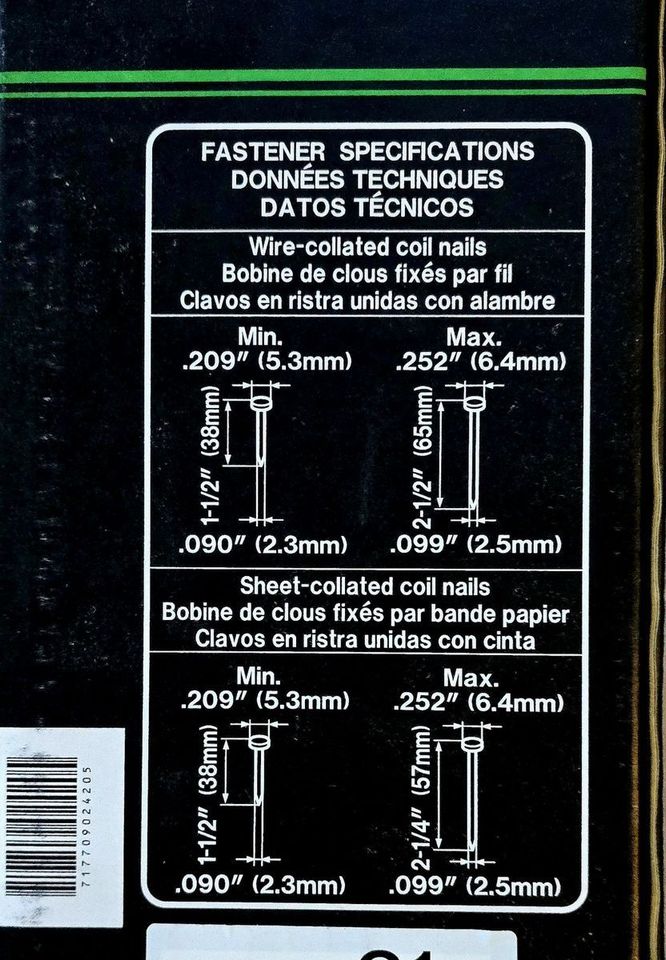 FASTENER SPECIFICATIONS
DONNÉES TECHNIQUES
DATOS TÉCNICOS
Wire-collated coil nails
Bobine de clous fixés par fil
Clavos en ristra unidas con alambre
Min.
.209″ (5.3mm)
1-1/2″ (38mm)
.090″ (2.3mm)
Max.
.252″ (6.4mm)
2-1/2″ (65mm)
.099″ (2.5mm)
Sheet-collated coil nails
Bobine de clous fixés par bande papier
Clavos en ristra unidas con cinta
Min.
.209″ (5.3mm)
1-1/2″ (38mm)
.090″ (2.3mm)
Max.
.252″ (6.4mm)
2-1/4″ (57mm)
.099″ (2.5mm)
717709024205